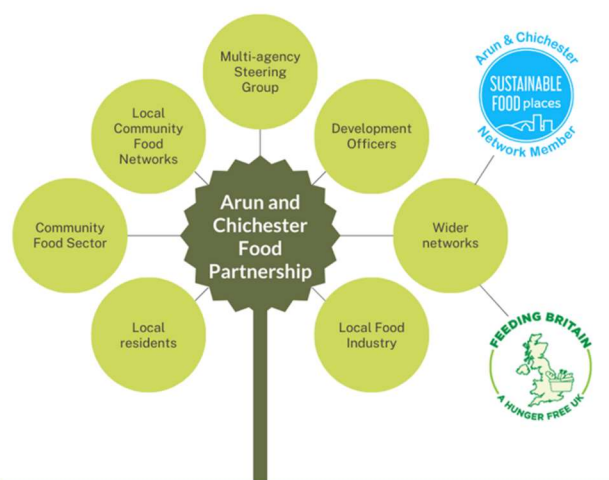 Multi-agency
Steering
Group
Local
Community
Food
Networks
Development
Officers
Arun & Chichester
SUSTAINABLE
FOOD places
Network Member
Arun and
Chichester
Food
Partnership
Community
Food Sector
Wider
networks
Local
residents
Local Food
Industry
FEEDING BRITAIN
A HUNGER FREE UK